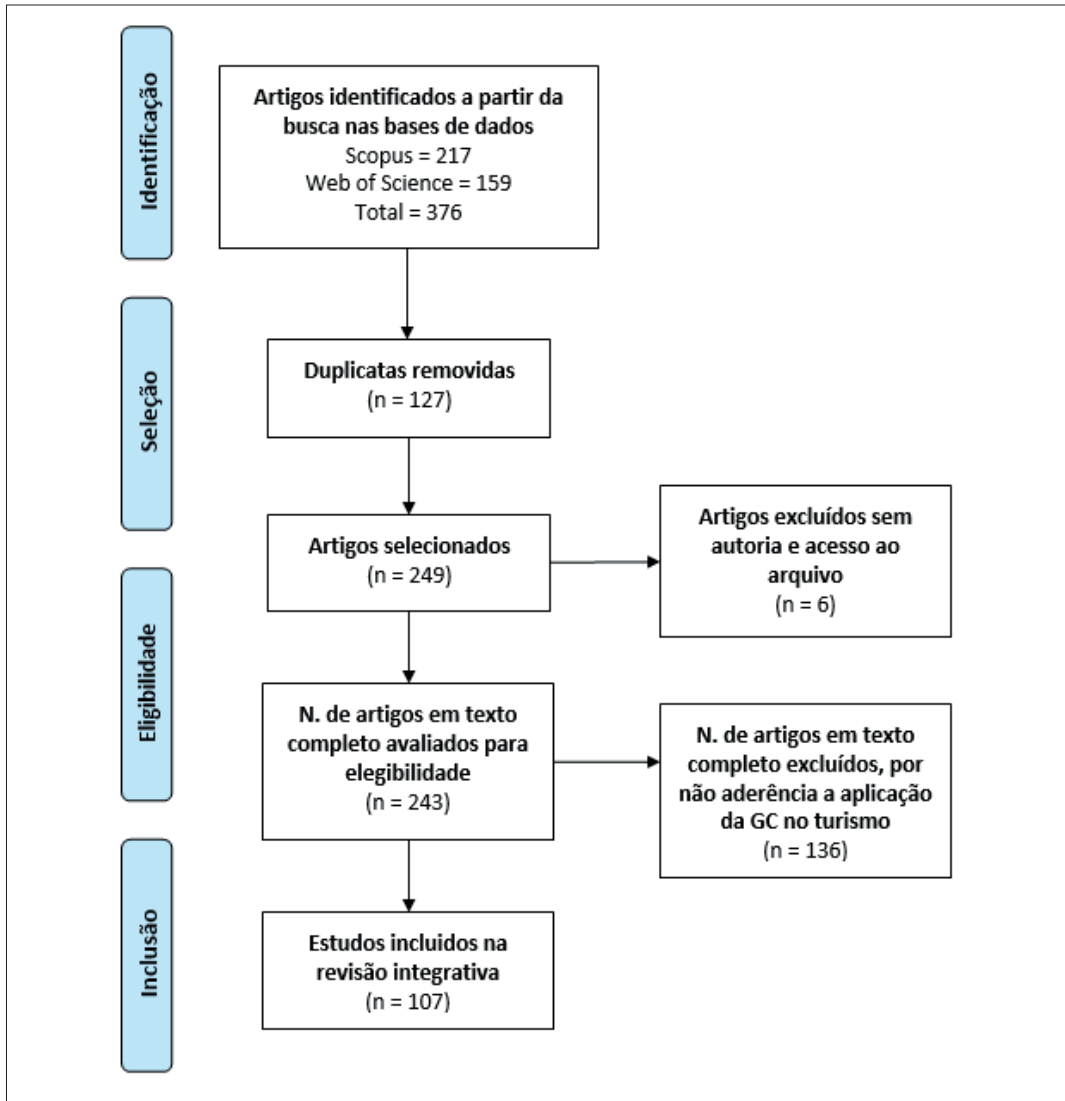 Identificação
Artigos identificados a partir da
busca nas bases de dados
Scopus = 217
Web of Science = 159
Total = 376
Seleção
Duplicatas removidas
(n = 127)
Artigos selecionados
(n = 249)
Artigos excluídos sem
autoria e acesso ao
arquivo
(n = 6)
Eligibilidade
N. de artigos em texto
completo avaliados para
elegibilidade
(n = 243)
N. de artigos em texto
completo excluídos, por
não aderência a aplicação
da GC no turismo
(n = 136)
Inclusão
Estudos incluidos na
revisão integrativa
(n = 107)